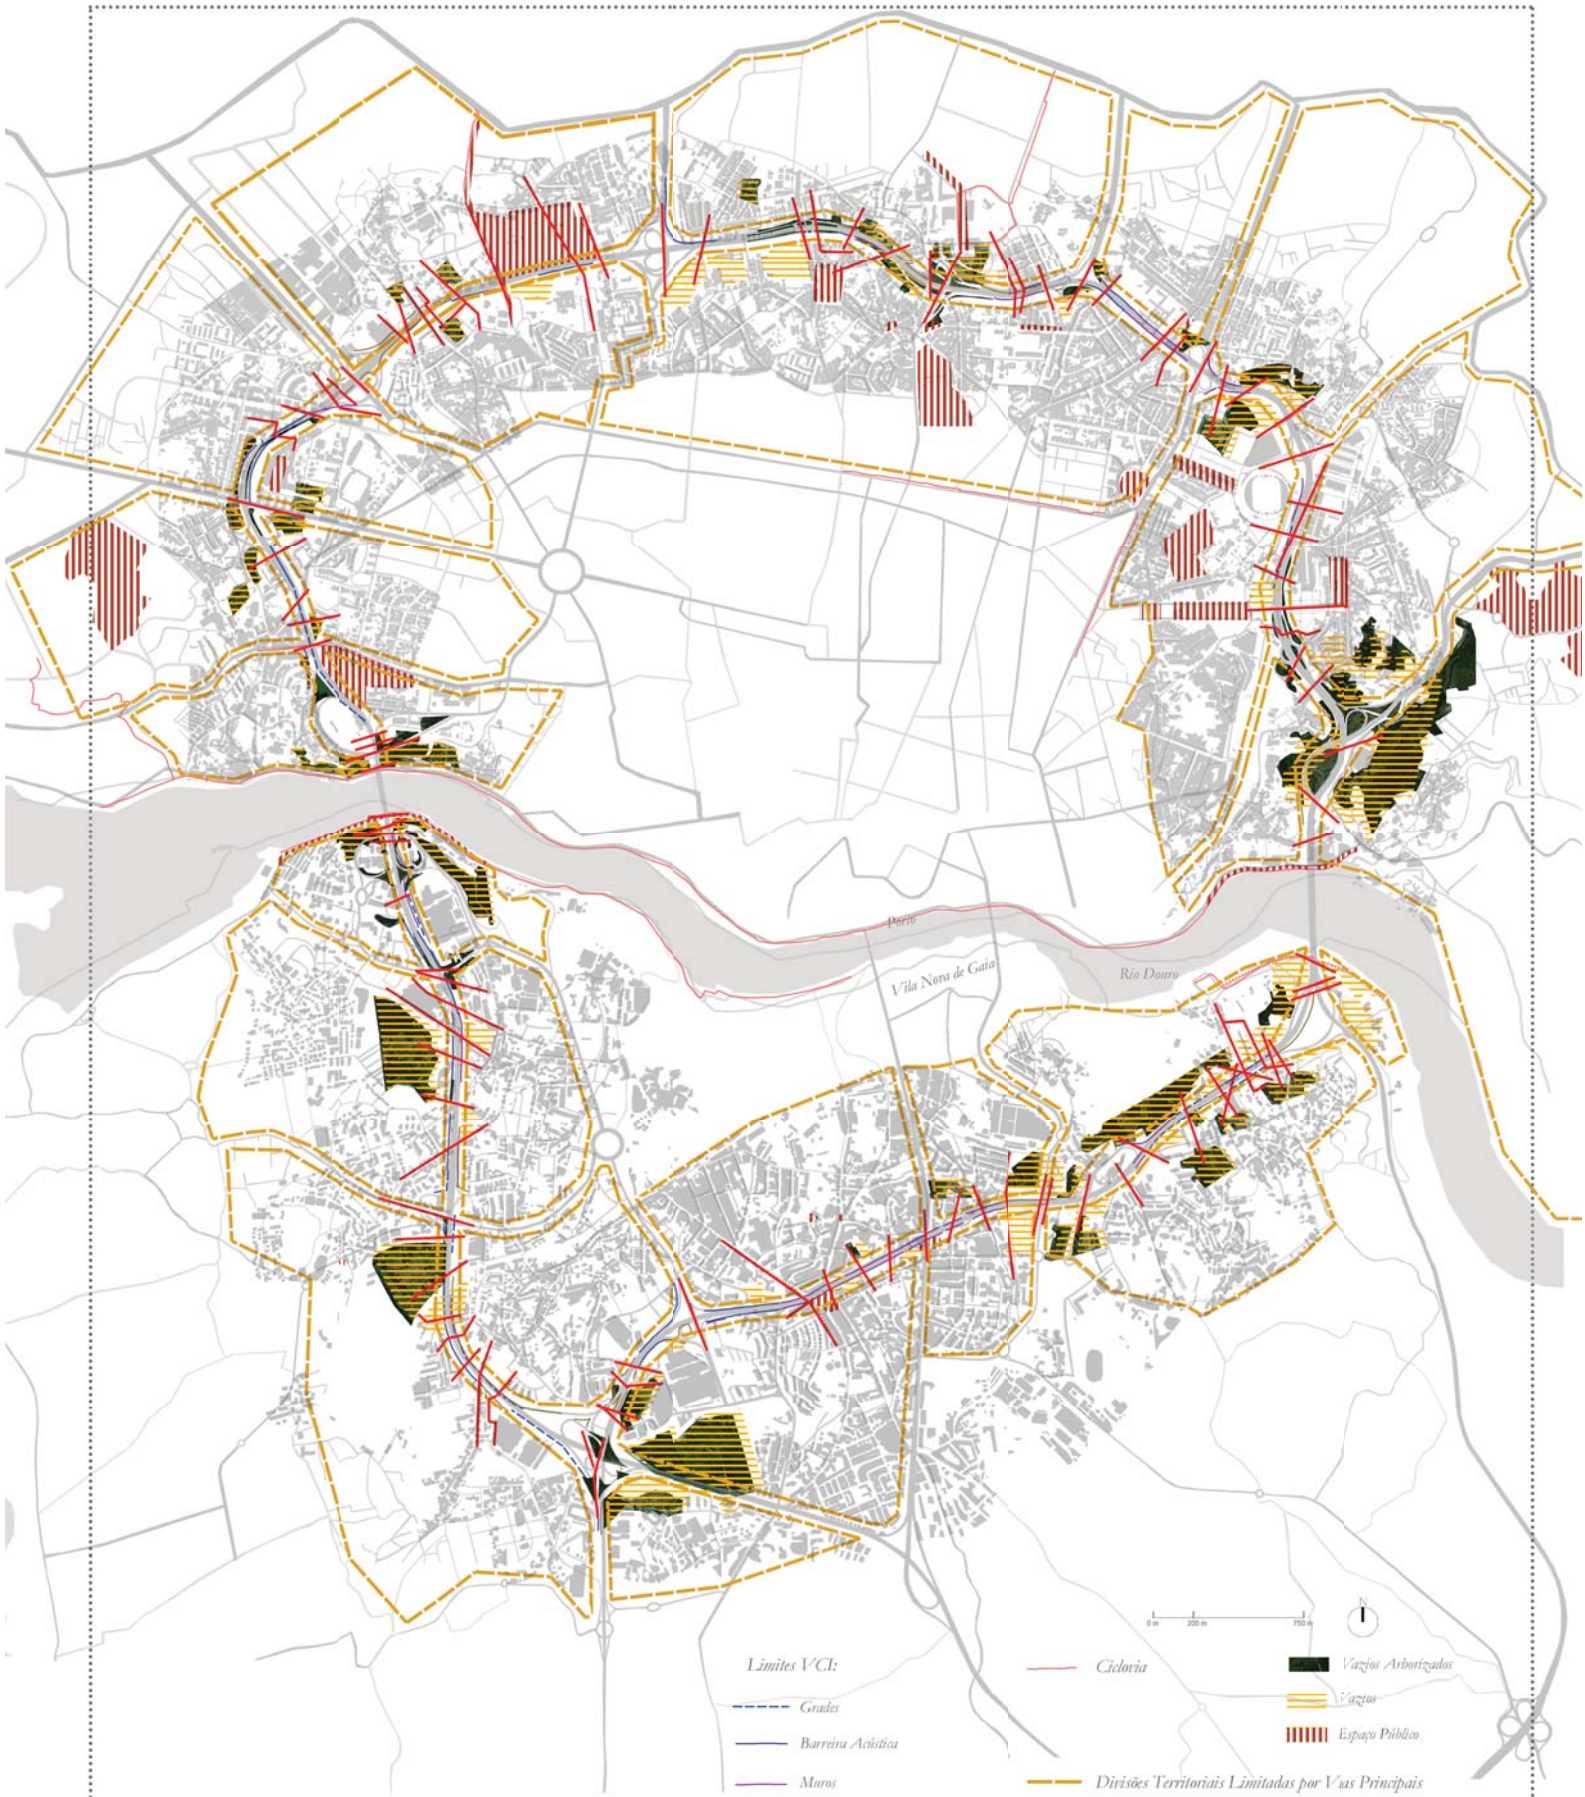 Porto
Vila Nova de Gaia
Rio Douro
N
0 m 200 m 750 m
Limites VCI:
Grades
Barreira Acústica
Muros
Ciclovia
Divisões Territoriais Limitadas por Vias Principais
Vazios Arborizados
Vazios
Espaço Público